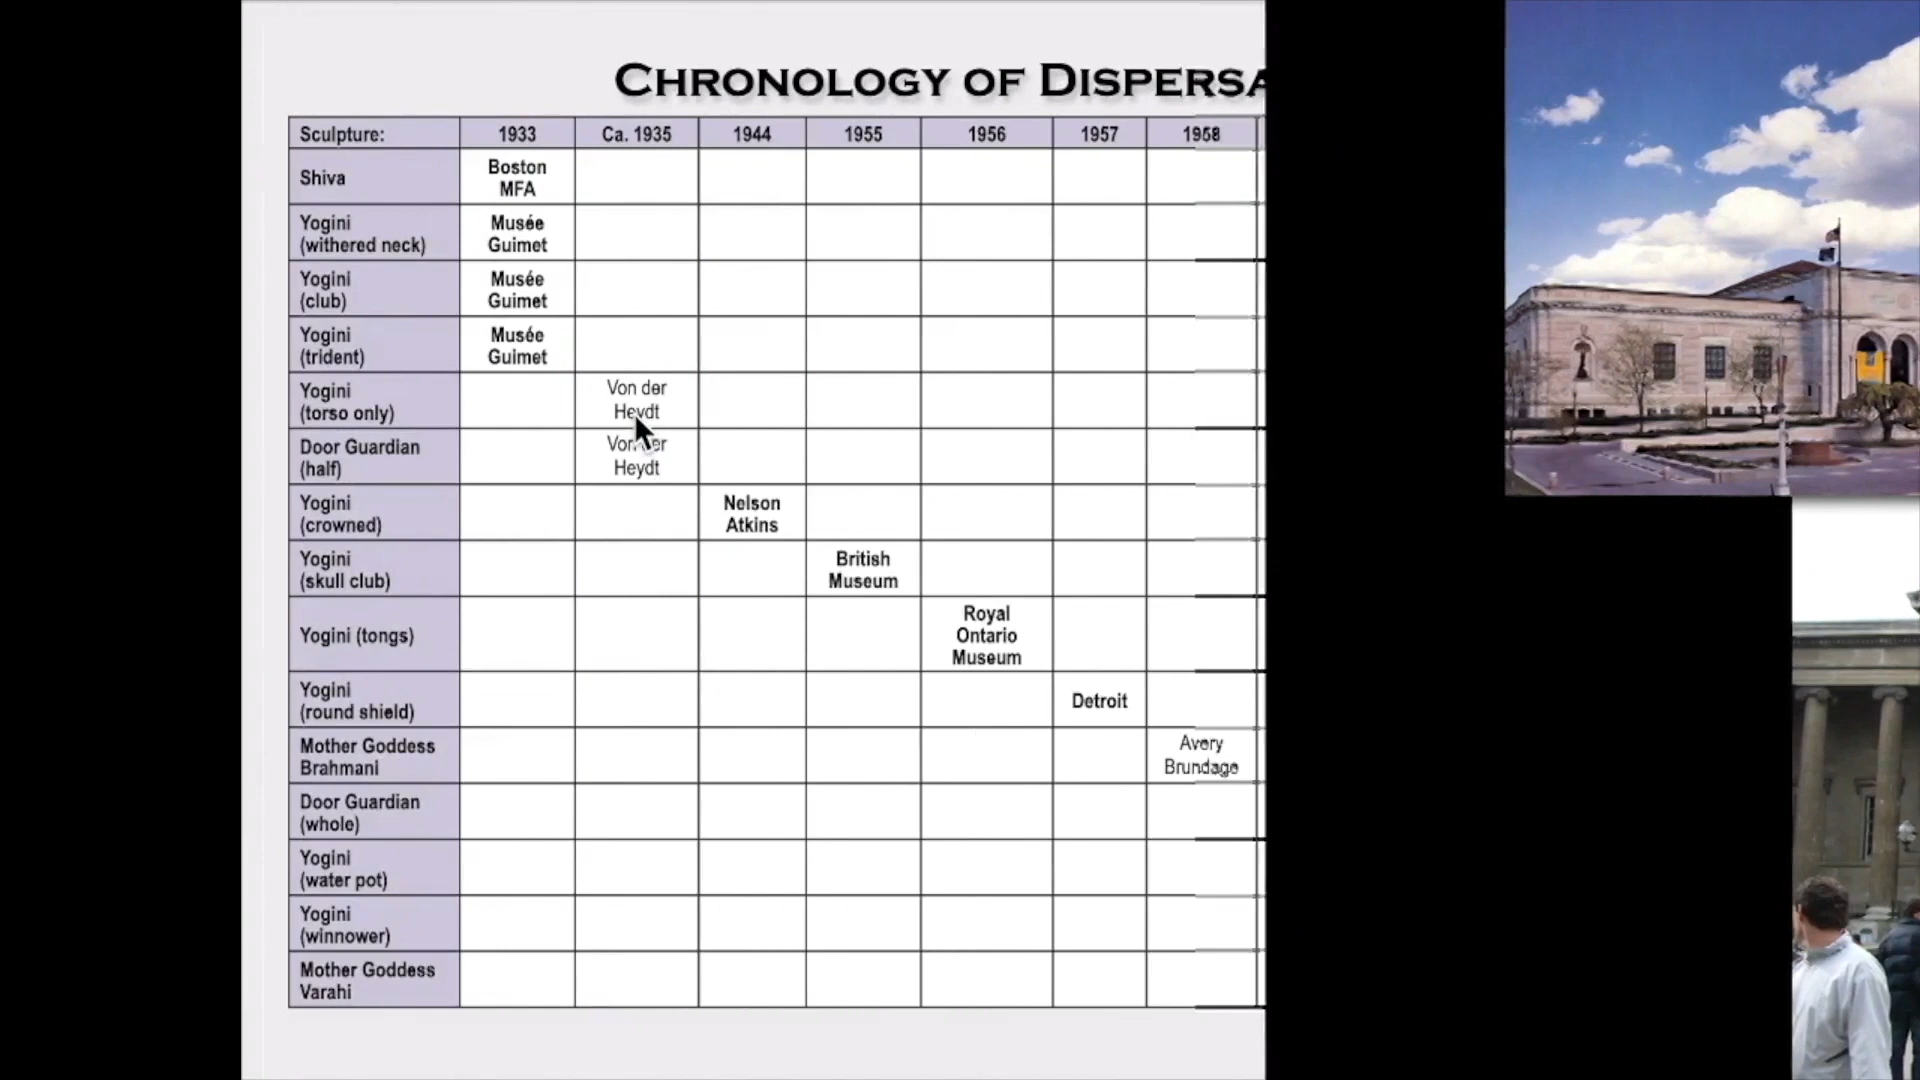 CHRONOLOGY OF DISPERSA
Sculpture: 1933 Ca. 1935 1944 1955 1956 1957 1958
Shiva
Boston
MFA
Yogini
(withered neck)
Musée
Guimet
Yogini
(club)
Musée
Guimet
Yogini
(trident)
Musée
Guimet
Yogini
(torso only)
Von der
Heydt
Door Guardian
(half)
Von der
Heydt
Yogini
(crowned)
Nelson
Atkins
Yogini
(skull club)
British
Museum
Yogini (tongs)
Royal
Ontario
Museum
Yogini
(round shield)
Detroit
Mother Goddess
Brahmani
Avery
Brundage
Door Guardian
(whole)
Yogini
(water pot)
Yogini
(winnower)
Mother Goddess
Varahi